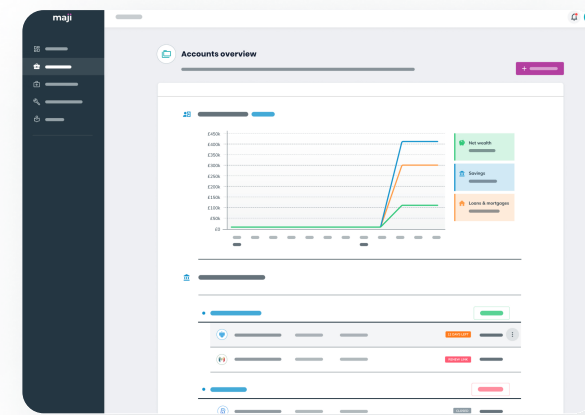 maji
Accounts overview
£450k
£400k
£350k
£300k
£250k
£200k
£150k
£100k
£50k
£0
Net wealth
Savings
Loans & mortgages